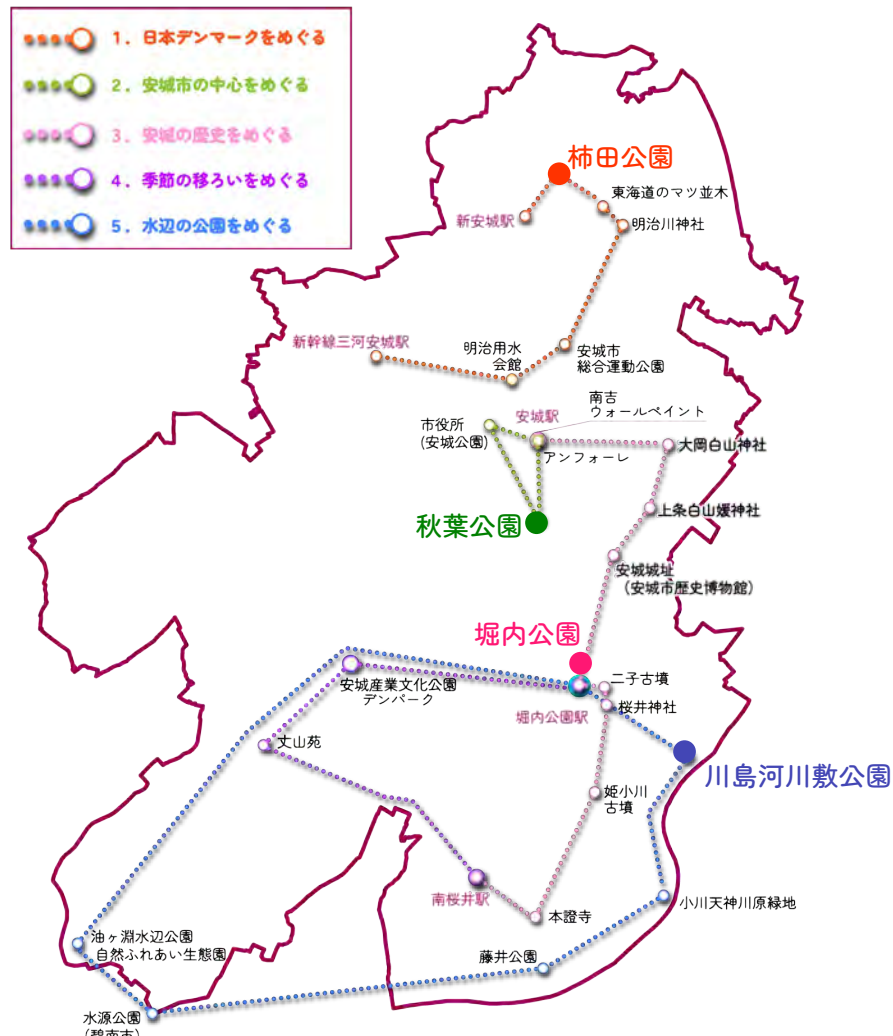 1. 日本デンマークをめぐる
2. 安城市の中心をめぐる
3. 安城の歴史をめぐる
4. 季節の移ろいをめぐる
5. 水辺の公園をめぐる
柿田公園
東海道のマツ並木
新安城駅
明治川神社
新幹線三河安城駅
明治用水
会館
安城市
総合運動公園
南吉
ウォールペイント
市役所
(安城公園)
安城駅
アンフォーレ
大岡白山神社
秋葉公園
上条白山媛神社
安城城址
(安城市歴史博物館)
堀内公園
二子古墳
安城産業文化公園
デンパーク
堀内公園駅
桜井神社
丈山苑
川島河川敷公園
姫小川
古墳
南桜井駅
本證寺
小川天神川原緑地
油ヶ淵水辺公園
自然ふれあい生態園
藤井公園
水源公園
(碧南市)